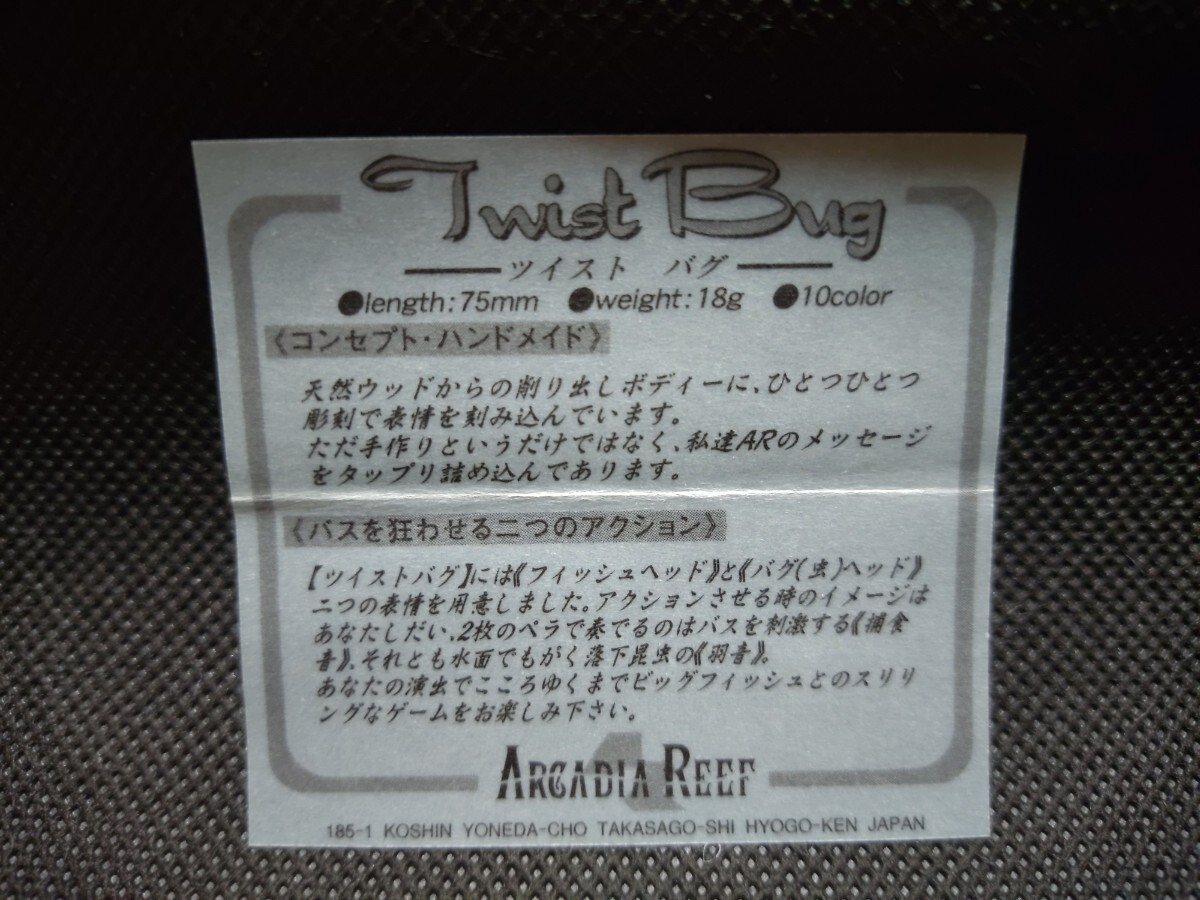 Twist Bug
ツイスト バグ
●length:75mm ●weight:18g ●10color
《コンセプト・ハンドメイド》
天然ウッドからの削り出しボディーに、ひとつひとつ
彫刻で表情を刻み込んでいます。
ただ手作りというだけではなく、私達ARのメッセージ
をタップリ詰め込んであります。
《バスを狂わせる二つのアクション》
【ツイストバグ】には《フィッシュヘッド》と《バグ(虫)ヘッド》
二つの表情を用意しました。アクションさせる時のイメージは
あなたしだい、2枚のペラで奏でるのはバスを刺激する《捕食
音》、それとも水面でもがく落下昆虫の《羽音》。
あなたの演出でこころゆくまでビッグフィッシュとのスリリ
ングなゲームをお楽しみ下さい。
ARCADIA REEF
185-1 KOSHIN YONEDA-CHO TAKASAGO-SHI HYOGO-KEN JAPAN